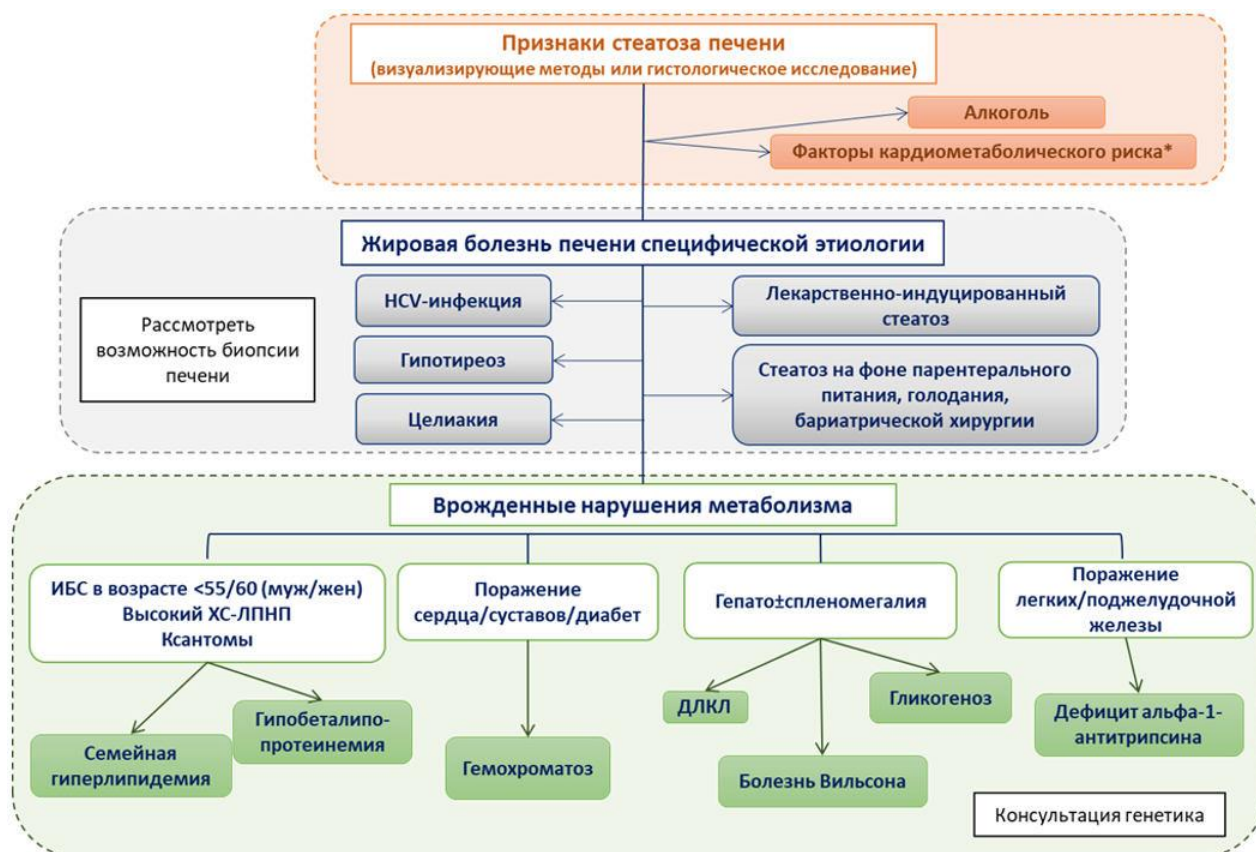 Признаки стеатоза печени
(визуализирующие методы или гистологическое исследование)
Алкоголь
Факторы кардиометаболического риска*
Жировая болезнь печени специфической этиологии
Рассмотреть
возможность биопсии
печени
HCV-инфекция
Гипотиреоз
Целиакия
Лекарственно-индуцированный
стеатоз
Стеатоз на фоне парентерального
питания, голодания,
бариатрической хирургии
Врожденные нарушения метаболизма
ИБС в возрасте <55/60 (муж/жен)
Высокий ХС-ЛПНП
Ксантомы
Поражение
сердца/суставов/диабет
Гепато±спленомегалия
Поражение
легких/поджелудочной
железы
Семейная
гиперлипидемия
Гипобеталипо-
протеинемия
Гемохроматоз
ДЛКЛ
Болезнь Вильсона
Гликогеноз
Дефицит альфа-1-
антитрипсина
Консультация генетика